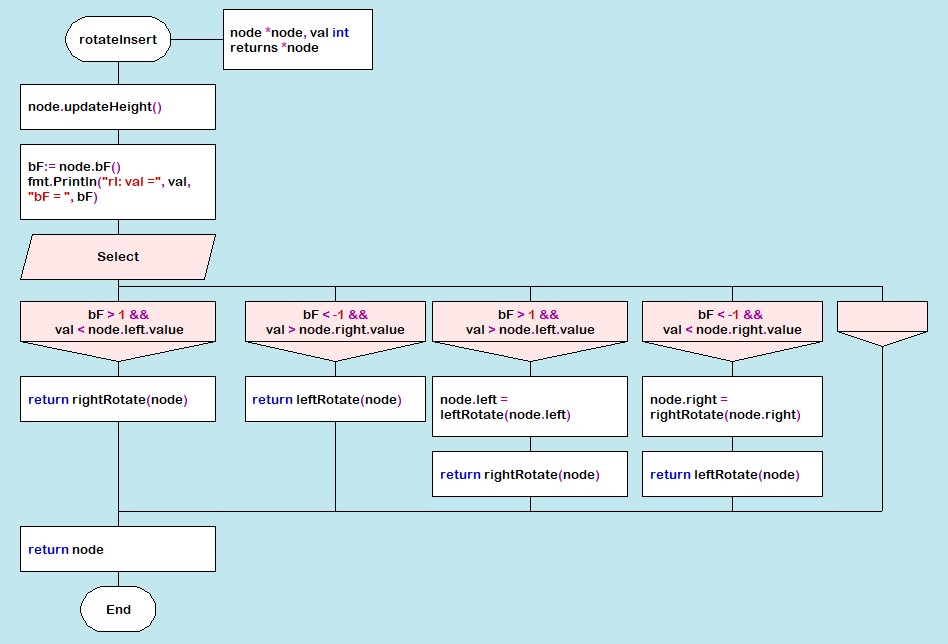 rotateInsert
node *node, val int
returns *node
node.updateHeight()
bF:= node.bF()
fmt.Println("rI: val =", val,
"bF = ", bF)
Select
bF > 1 &&
val < node.left.value
return rightRotate(node)
bF < -1 &&
val > node.right.value
return leftRotate(node)
bF > 1 &&
val > node.left.value
node.left =
leftRotate(node.left)
return rightRotate(node)
bF < -1 &&
val < node.right.value
node.right =
rightRotate(node.right)
return leftRotate(node)
return node
End